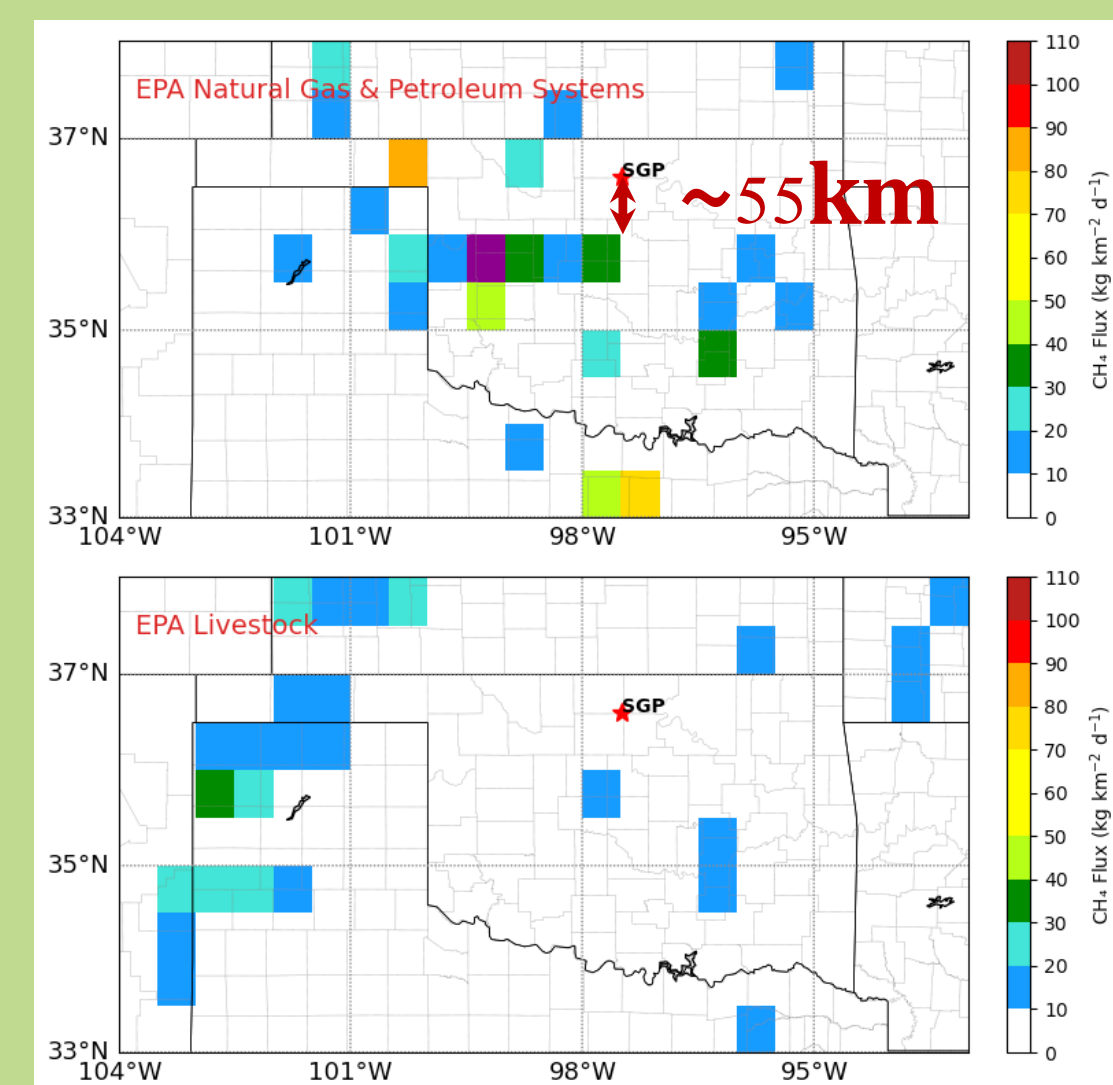 EPA Natural Gas & Petroleum Systems
SGP
~55km
37°N
35°N
33°N
104°W 101°W 98°W 95°W
110
100
90
80
70
60
50
40
30
20
10
0
CH₄ Flux (kg km⁻² d⁻¹)
EPA Livestock
SGP
37°N
35°N
33°N
104°W 101°W 98°W 95°W
110
100
90
80
70
60
50
40
30
20
10
0
CH₄ Flux (kg km⁻² d⁻¹)